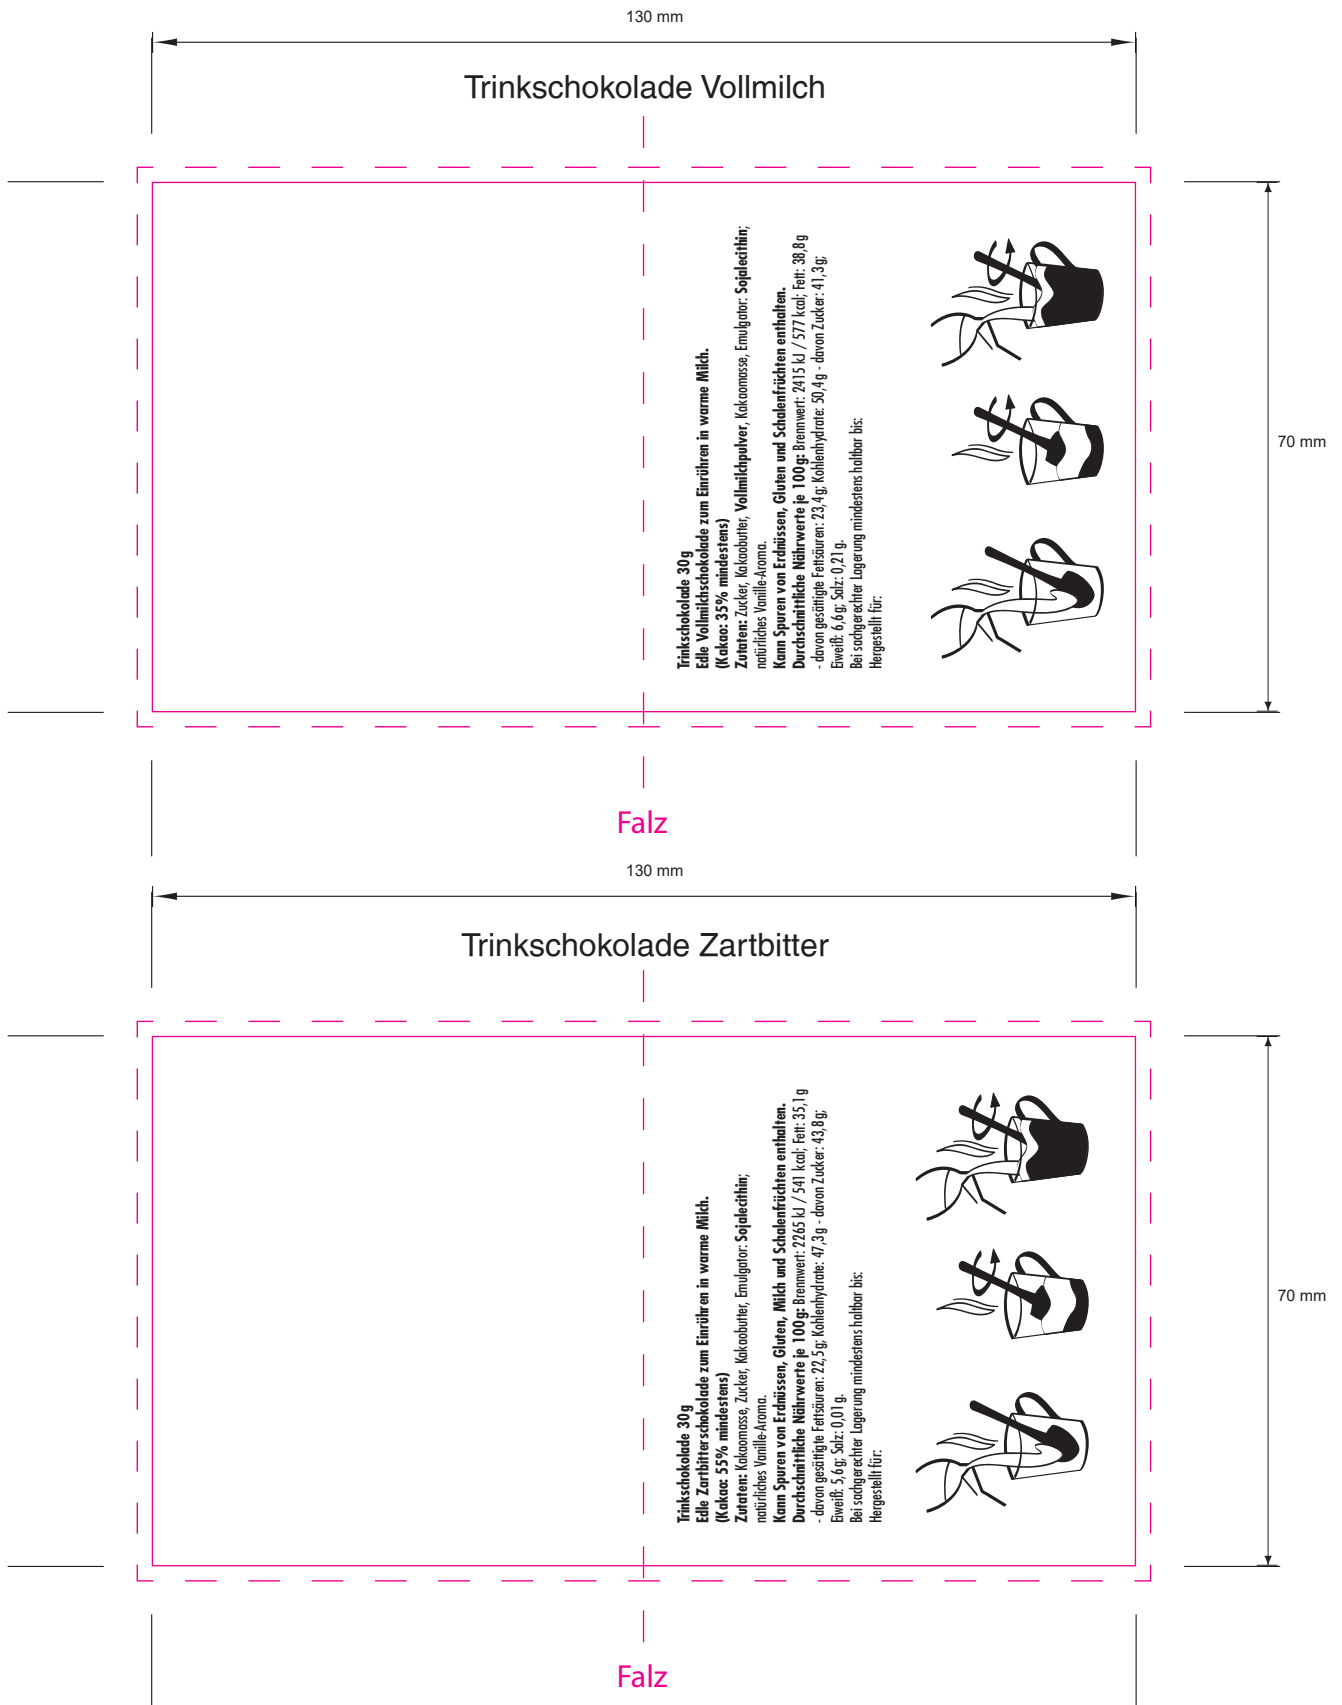 130 mm
Trinkschokolade Vollmilch
Trinkschokolade 30g
Edle Vollmilchschokolade zum Einrühren in warme Milch.
(Kakao: 35% mindestens)
Zutaten: Zucker, Kakaobutter, Vollmilchpulver, Kakaomasse, Emulgator: Sojalecithin;
natürliches Vanille-Aroma.
Kann Spuren von Erdnüssen, Gluten und Schalenfrüchten enthalten.
Durchschnittliche Nährwerte je 100g: Brennwert: 2415 kJ / 577 kcal; Fett: 38,8g
- davon gesättigte Fettsäuren: 23,4g; Kohlenhydrate: 50,4g - davon Zucker: 41,3g;
Eiweiß: 6,6g; Salz: 0,21g.
Bei sachgerechter Lagerung mindestens haltbar bis:
Hergestellt für:
70 mm
Falz
130 mm
Trinkschokolade Zartbitter
Trinkschokolade 30g
Edle Zartbitterschokolade zum Einrühren in warme Milch.
(Kakao: 55% mindestens)
Zutaten: Kakaomasse, Zucker, Kakaobutter, Emulgator: Sojalecithin;
natürliches Vanille-Aroma.
Kann Spuren von Erdnüssen, Gluten, Milch und Schalenfrüchten enthalten.
Durchschnittliche Nährwerte je 100g: Brennwert: 2265 kJ / 541 kcal; Fett: 35,1g
- davon gesättigte Fettsäuren: 22,5g; Kohlenhydrate: 47,3g - davon Zucker: 43,8g;
Eiweiß: 5,6g; Salz: 0,01g.
Bei sachgerechter Lagerung mindestens haltbar bis:
Hergestellt für:
70 mm
Falz